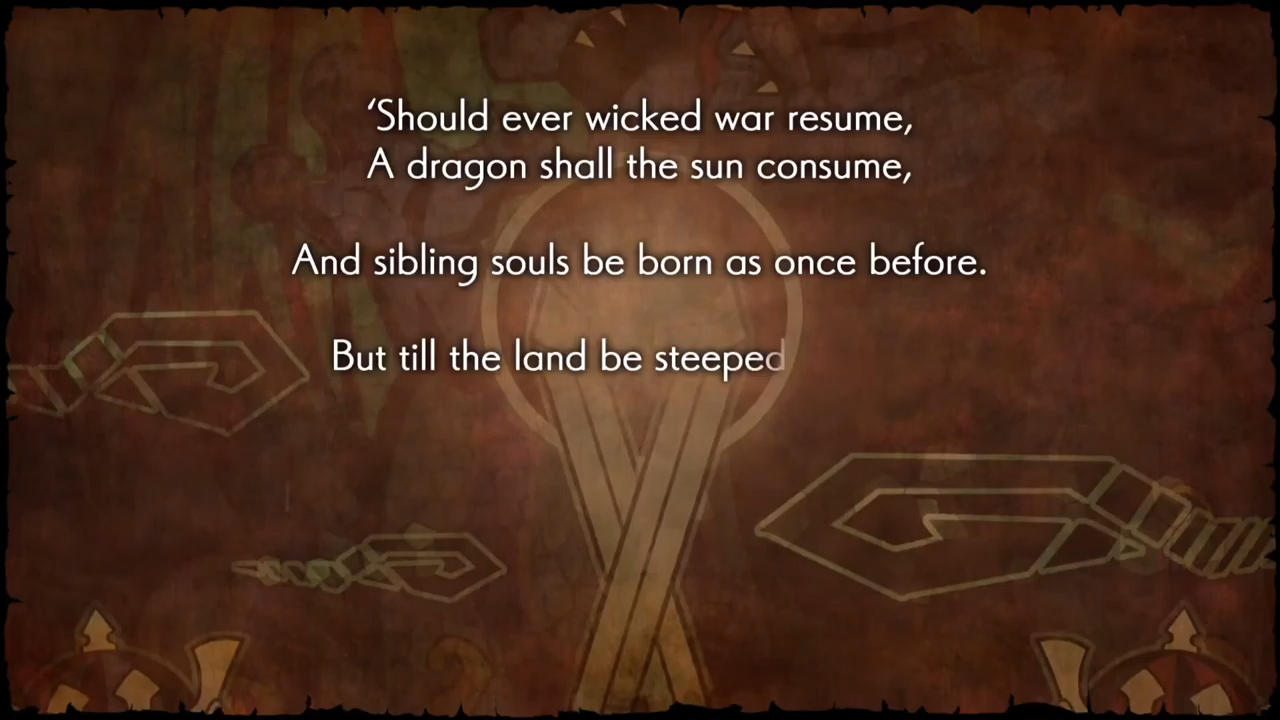 ‘Should ever wicked war resume,
A dragon shall the sun consume,
And sibling souls be born as once before.
But till the land be steeped